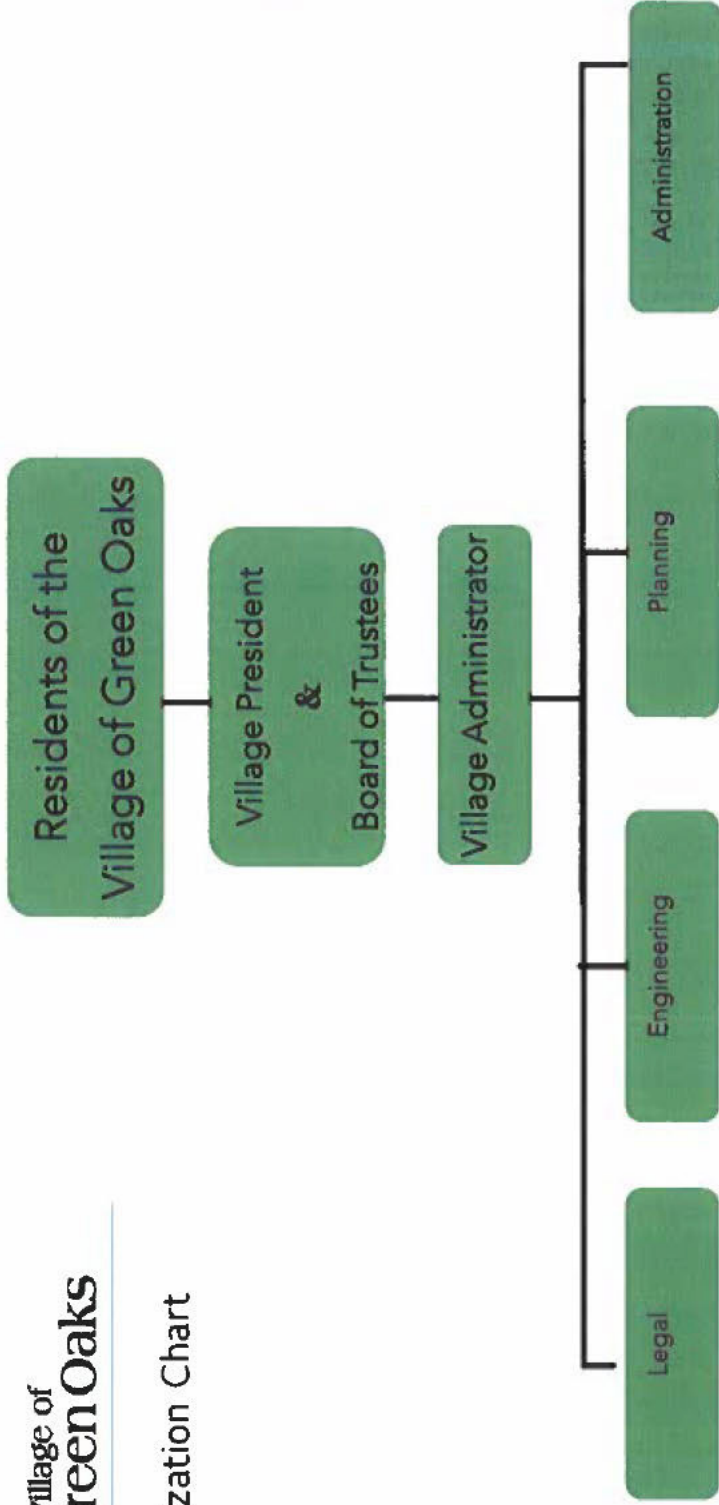 Village of
reen Oaks
zation Chart
Residents of the
Village of Green Oaks
Village President
&
Board of Trustees
Village Administrator
Legal
Engineering
Planning
Administration